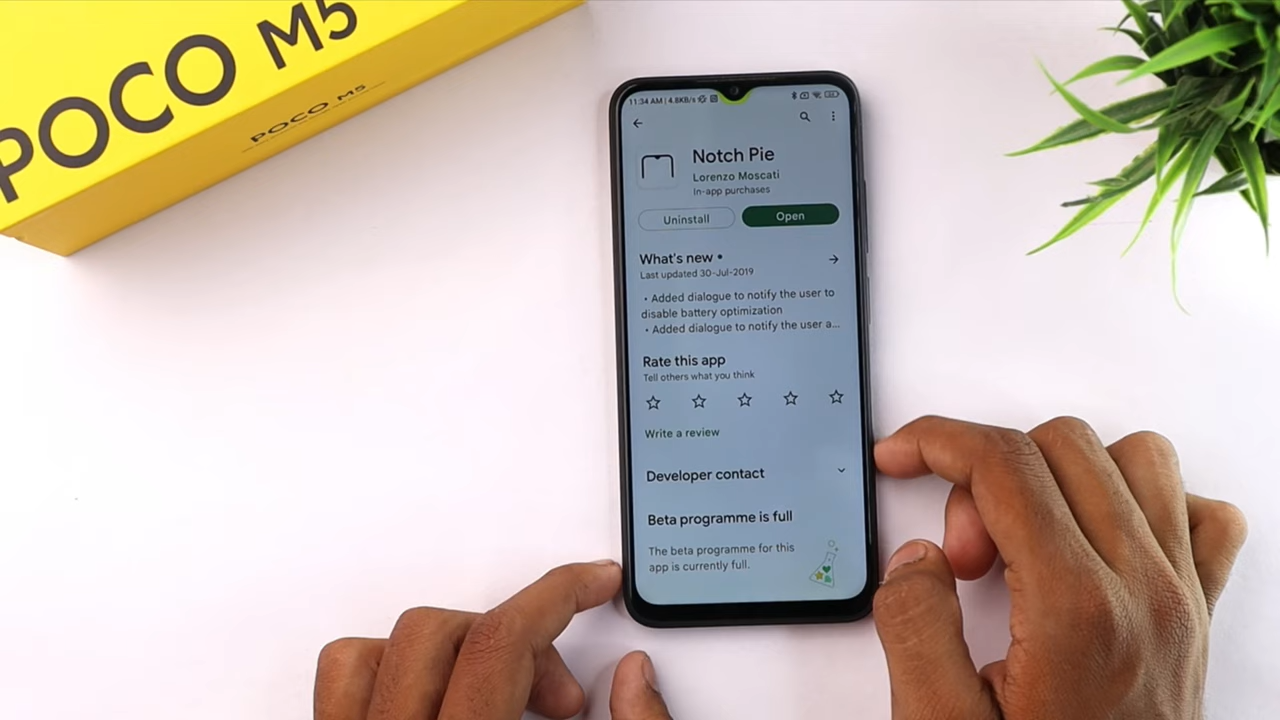 POCO M5
POCO M5
11:34 AM | 4.8KB/s
Notch Pie
Lorenzo Moscati
In-app purchases
Uninstall
Open
What's new •
Last updated 30-Jul-2019
• Added dialogue to notify the user to
disable battery optimization
• Added dialogue to notify the user a...
Rate this app
Tell others what you think
Write a review
Developer contact
Beta programme is full
The beta programme for this
app is currently full.